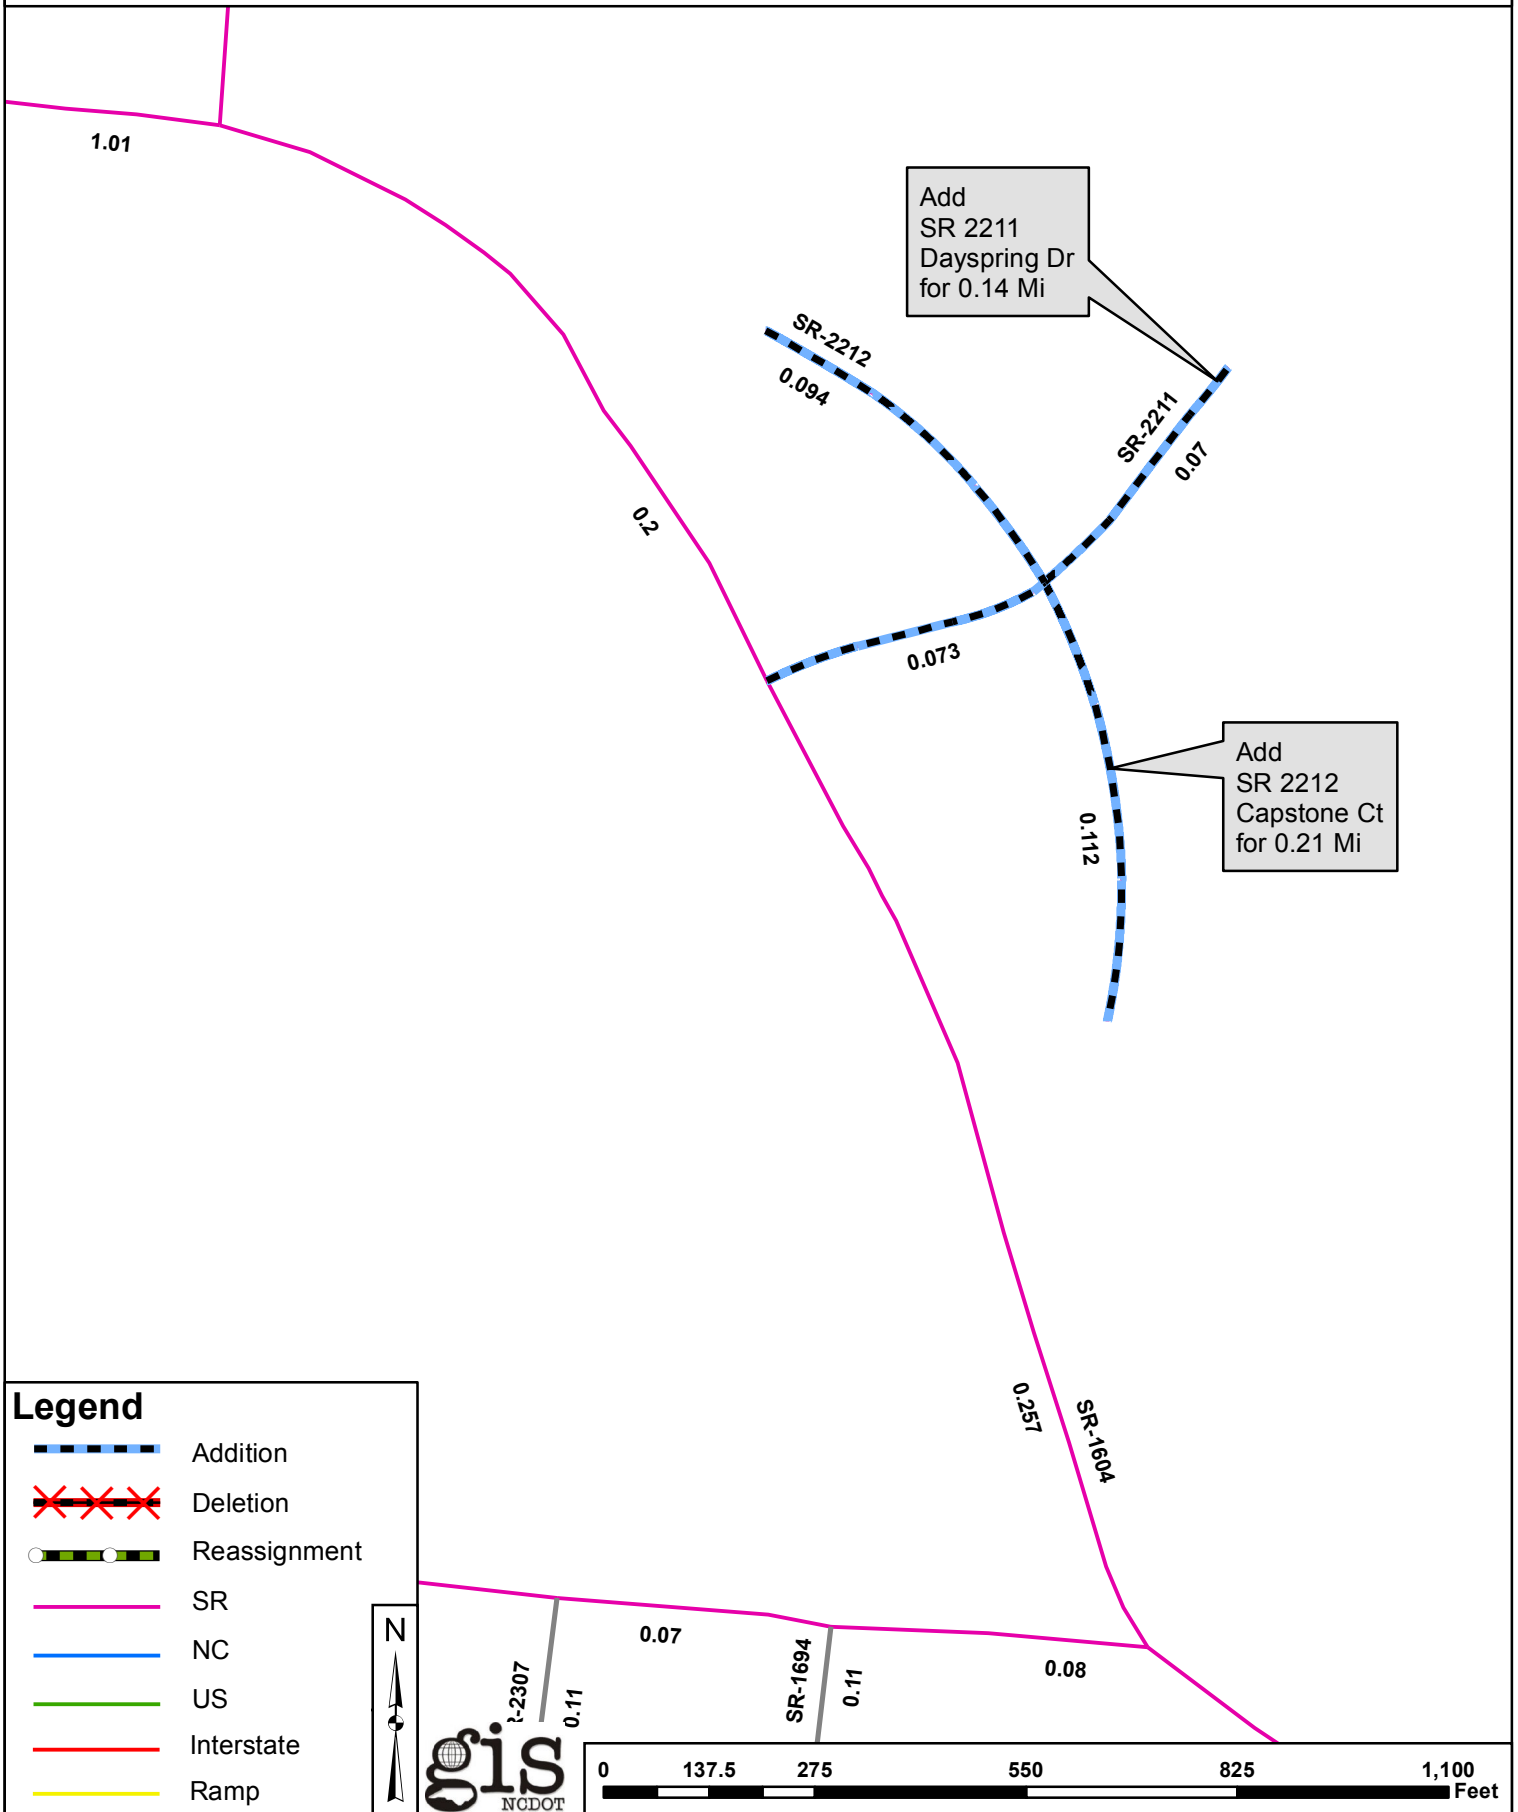 1.01
Add
SR 2211
Dayspring Dr
for 0.14 Mi
SR-2212
0.094
SR-2211
0.07
0.2
0.073
Add
SR 2212
Capstone Ct
for 0.21 Mi
0.112
0.257
SR-1604
Legend
Addition
Deletion
Reassignment
SR
NC
US
Interstate
Ramp
N
0.07
0.08
-2307
0.11
SR-1694
0.11
gis
NCDOT
0 137.5 275 550 825 1,100
Feet